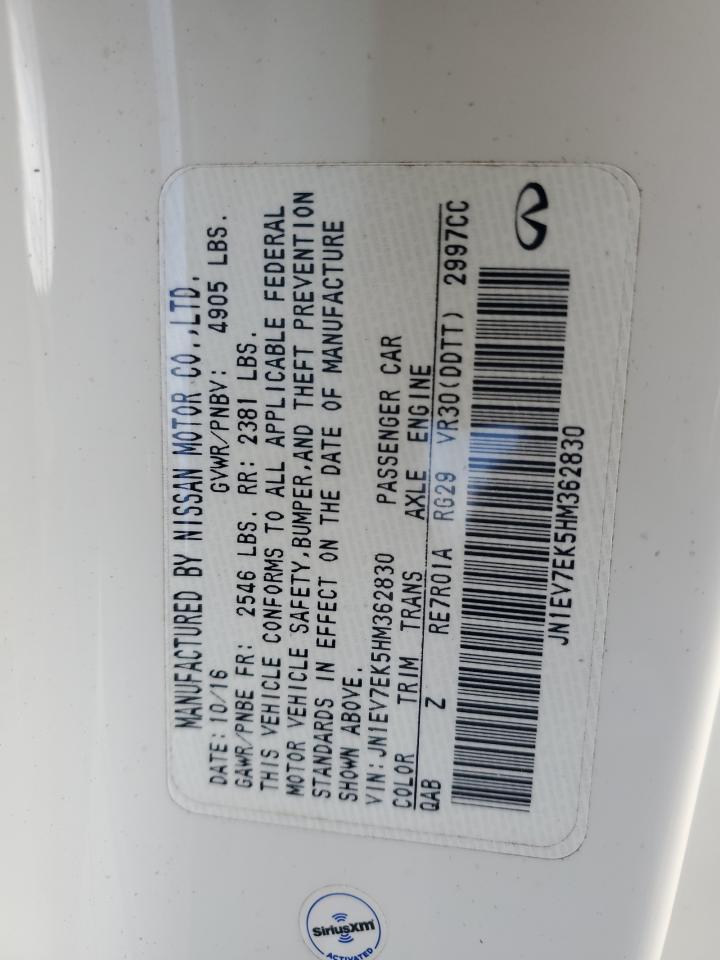 MANUFACTURED BY NISSAN MOTOR CO.,LTD.
DATE: 10/16 GVWR/PNBV: 4905 LBS.
GAWR/PNBE FR: 2546 LBS. RR: 2381 LBS.
THIS VEHICLE CONFORMS TO ALL APPLICABLE FEDERAL
MOTOR VEHICLE SAFETY,BUMPER,AND THEFT PREVENTION
STANDARDS IN EFFECT ON THE DATE OF MANUFACTURE
SHOWN ABOVE.
VIN:JN1EV7EK5HM362830 PASSENGER CAR
COLOR TRIM TRANS AXLE ENGINE
QAB Z RE7R01A RG29 VR30(DDTT) 2997CC
JN1EV7EK5HM362830
SiriusXm
ACTIVATED